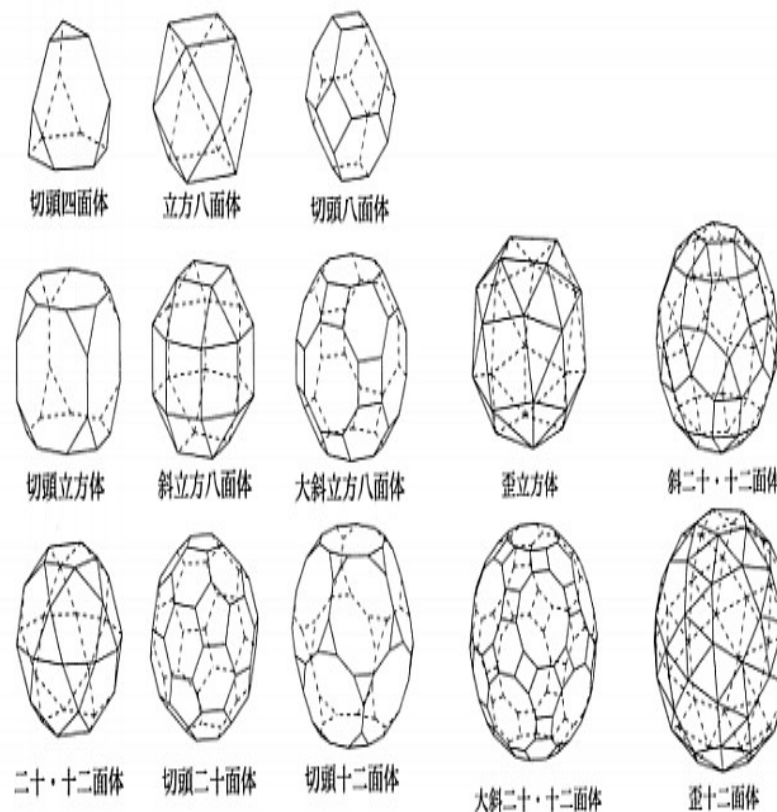 切頭四面体
立方八面体
切頭八面体
切頭立方体
斜立方八面体
大斜立方八面体
歪立方体
斜二十・十二面体
二十・十二面体
切頭二十面体
切頭十二面体
大斜二十・十二面体
歪十二面体